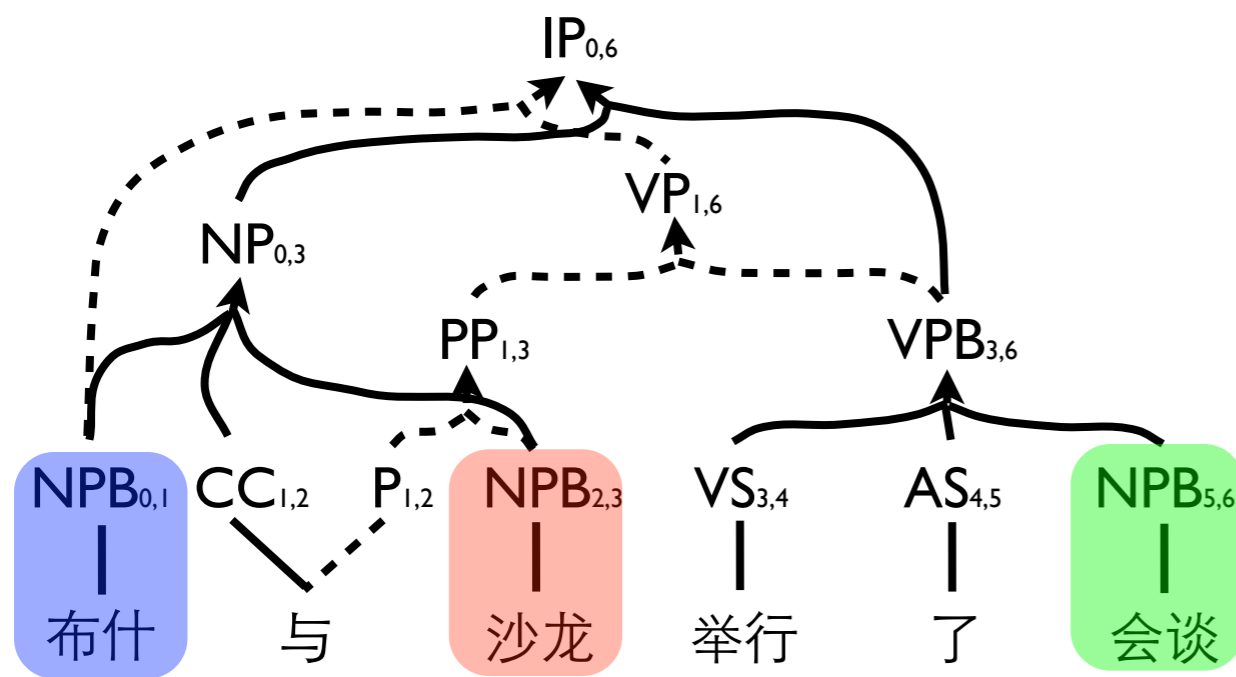 IP0,6
VP1,6
NP0,3
PP1,3 VPB3,6
NPB0,1 CC1,2 P1,2 NPB2,3 VS3,4 AS4,5 NPB5,6
布什 与 沙龙 举行 了 会谈